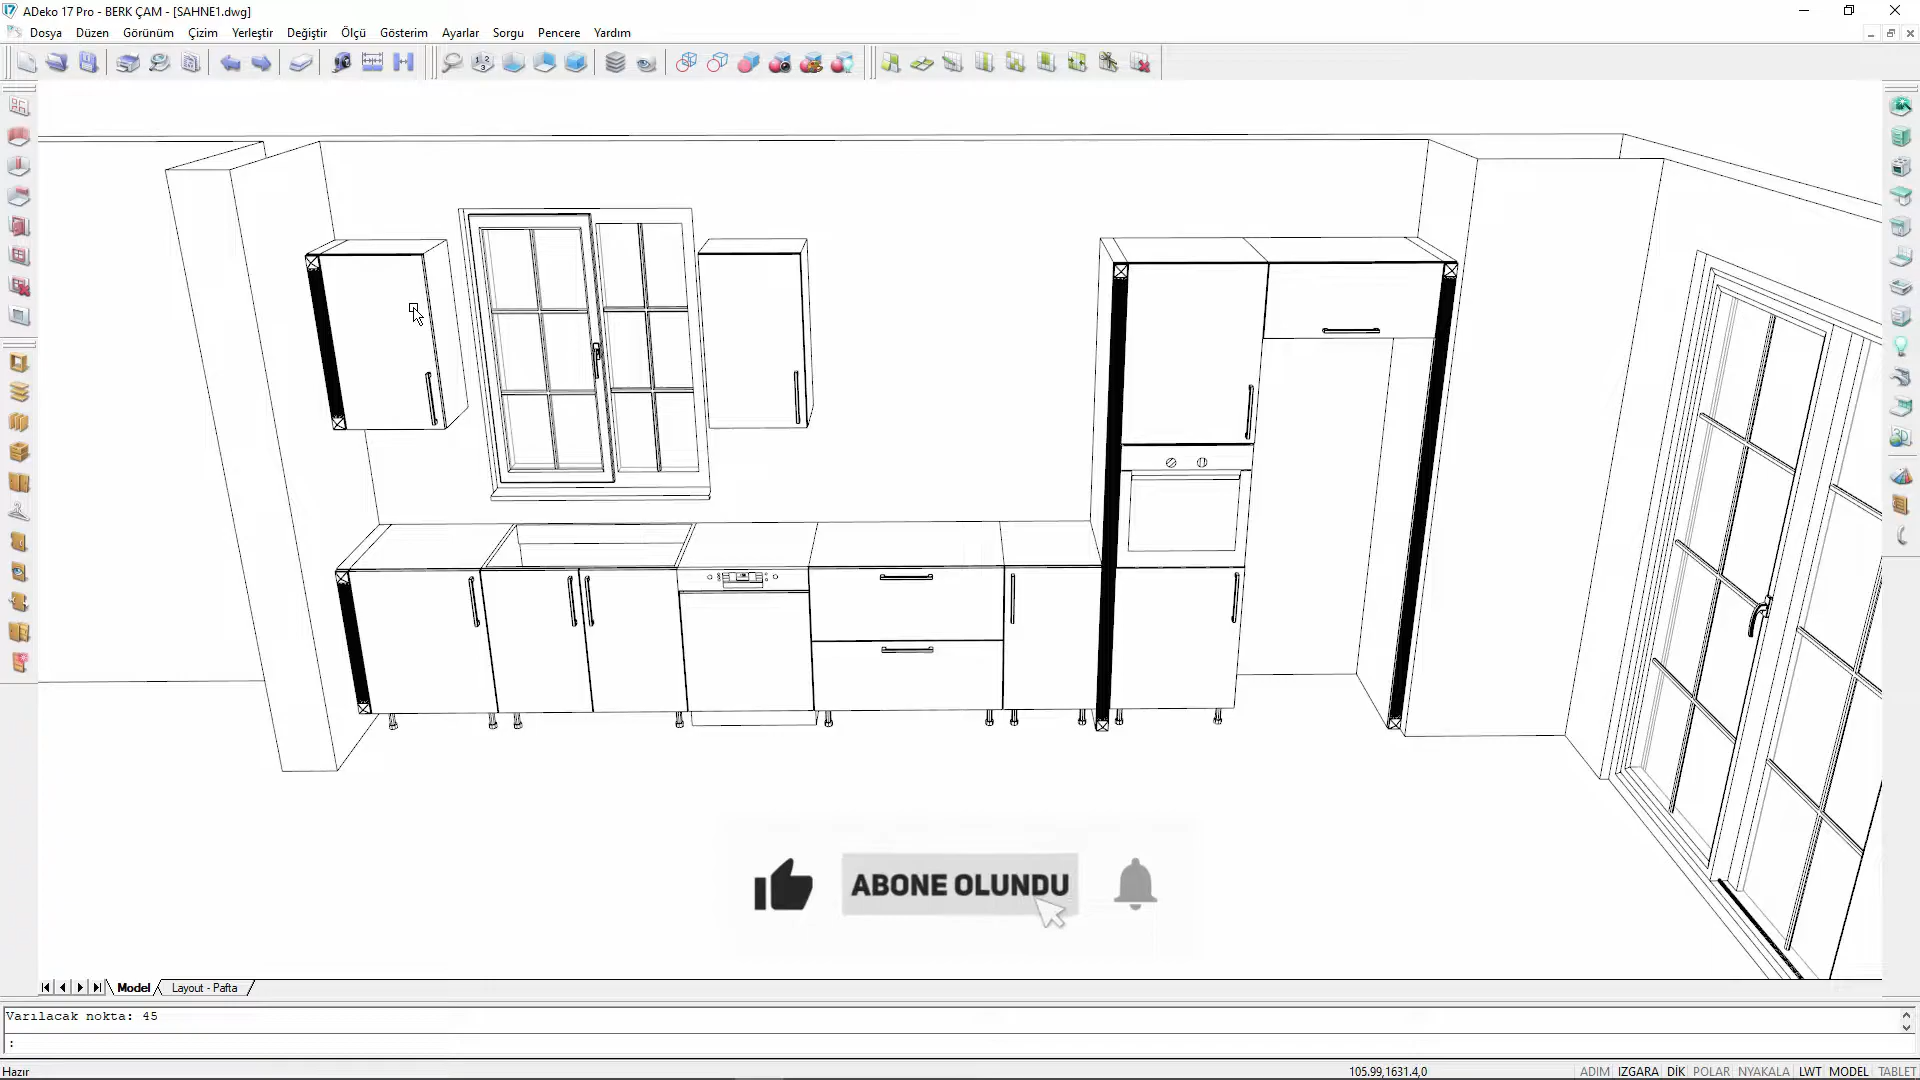 ADeko 17 Pro - BERK ÇAM - [SAHNE1.dwg]
Dosya Düzen Görünüm Çizim Yerleştir Değiştir Ölçü Gösterim Ayarlar Sorgu Pencere Yardım
ABONE OLUNDU
Model Layout - Pafta
Varılacak nokta: 45
:
Hazır 105.99,1631.4,0 ADIM IZGARA DİK POLAR NYAKALA LWT MODEL TABLET